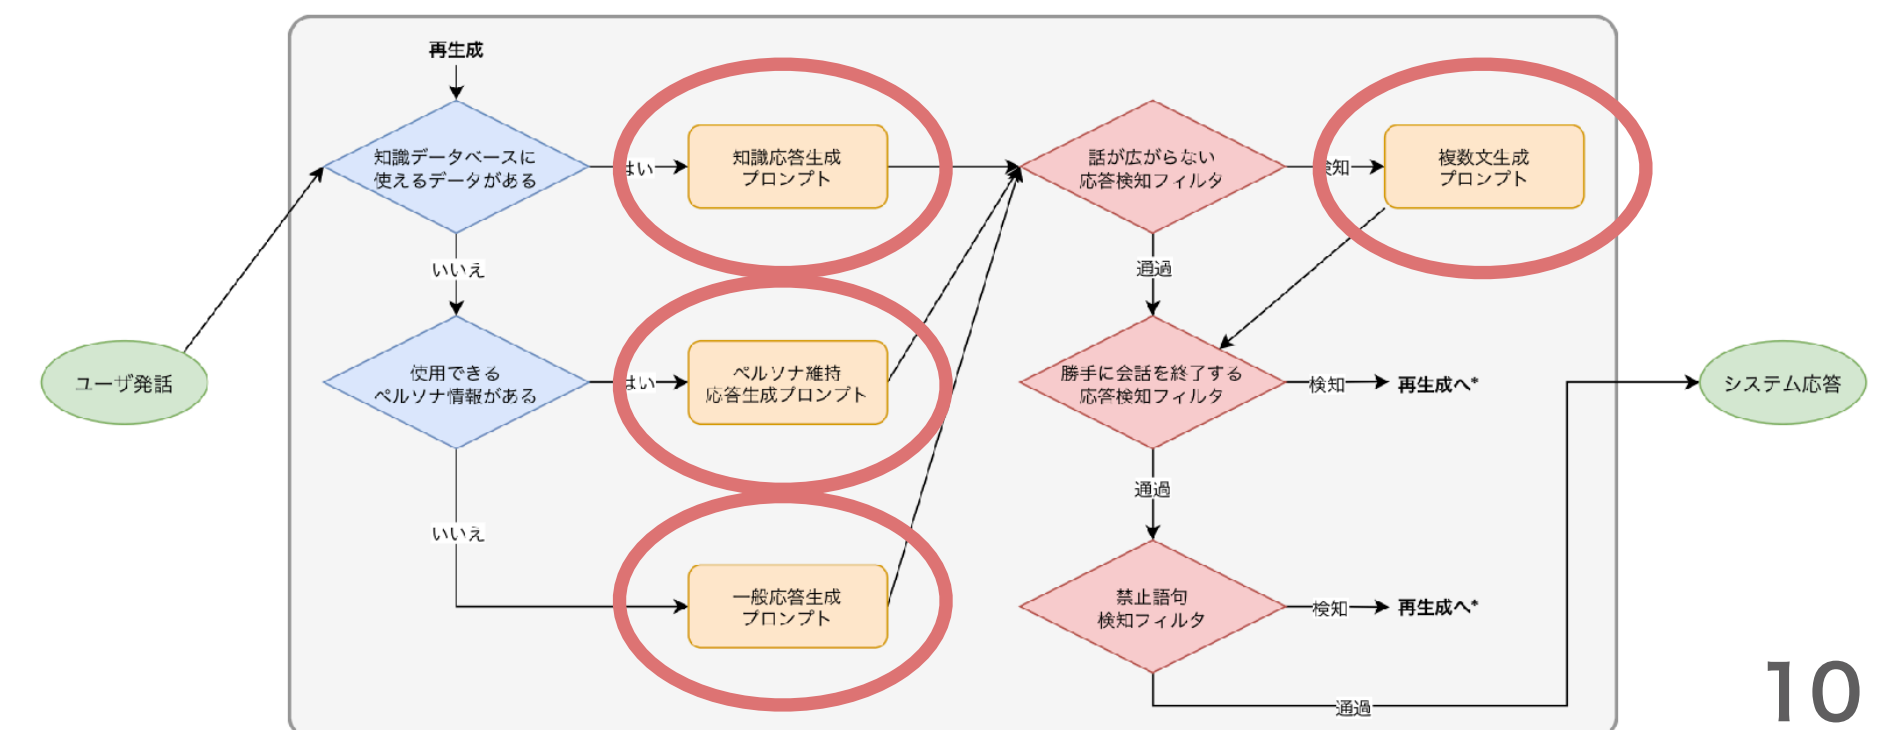 再生成
知識データベースに
使えるデータがある
はい
知識応答生成
プロンプト
話が広がらない
応答検知フィルタ
検知
複数文生成
プロンプト
いいえ
通過
ユーザ発話
使用できる
ペルソナ情報がある
はい
ペルソナ維持
応答生成プロンプト
勝手に会話を終了する
応答検知フィルタ
検知
再生成へ*
システム応答
通過
いいえ
一般応答生成
プロンプト
禁止語句
検知フィルタ
検知
再生成へ*
通過
10